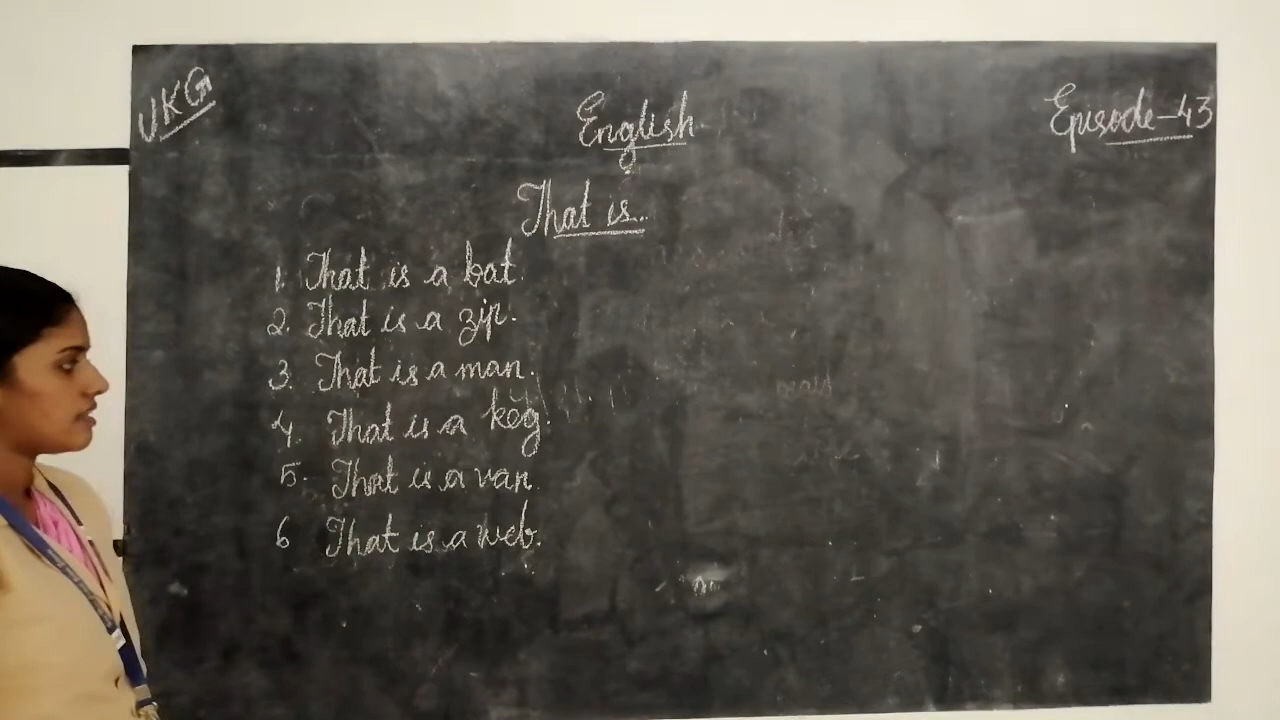 UKG
English
Episode-43
That is..
1. That is a bat.
2. That is a zip.
3. That is a man.
4. That is a keg.
5. That is a van.
6 That is a web.